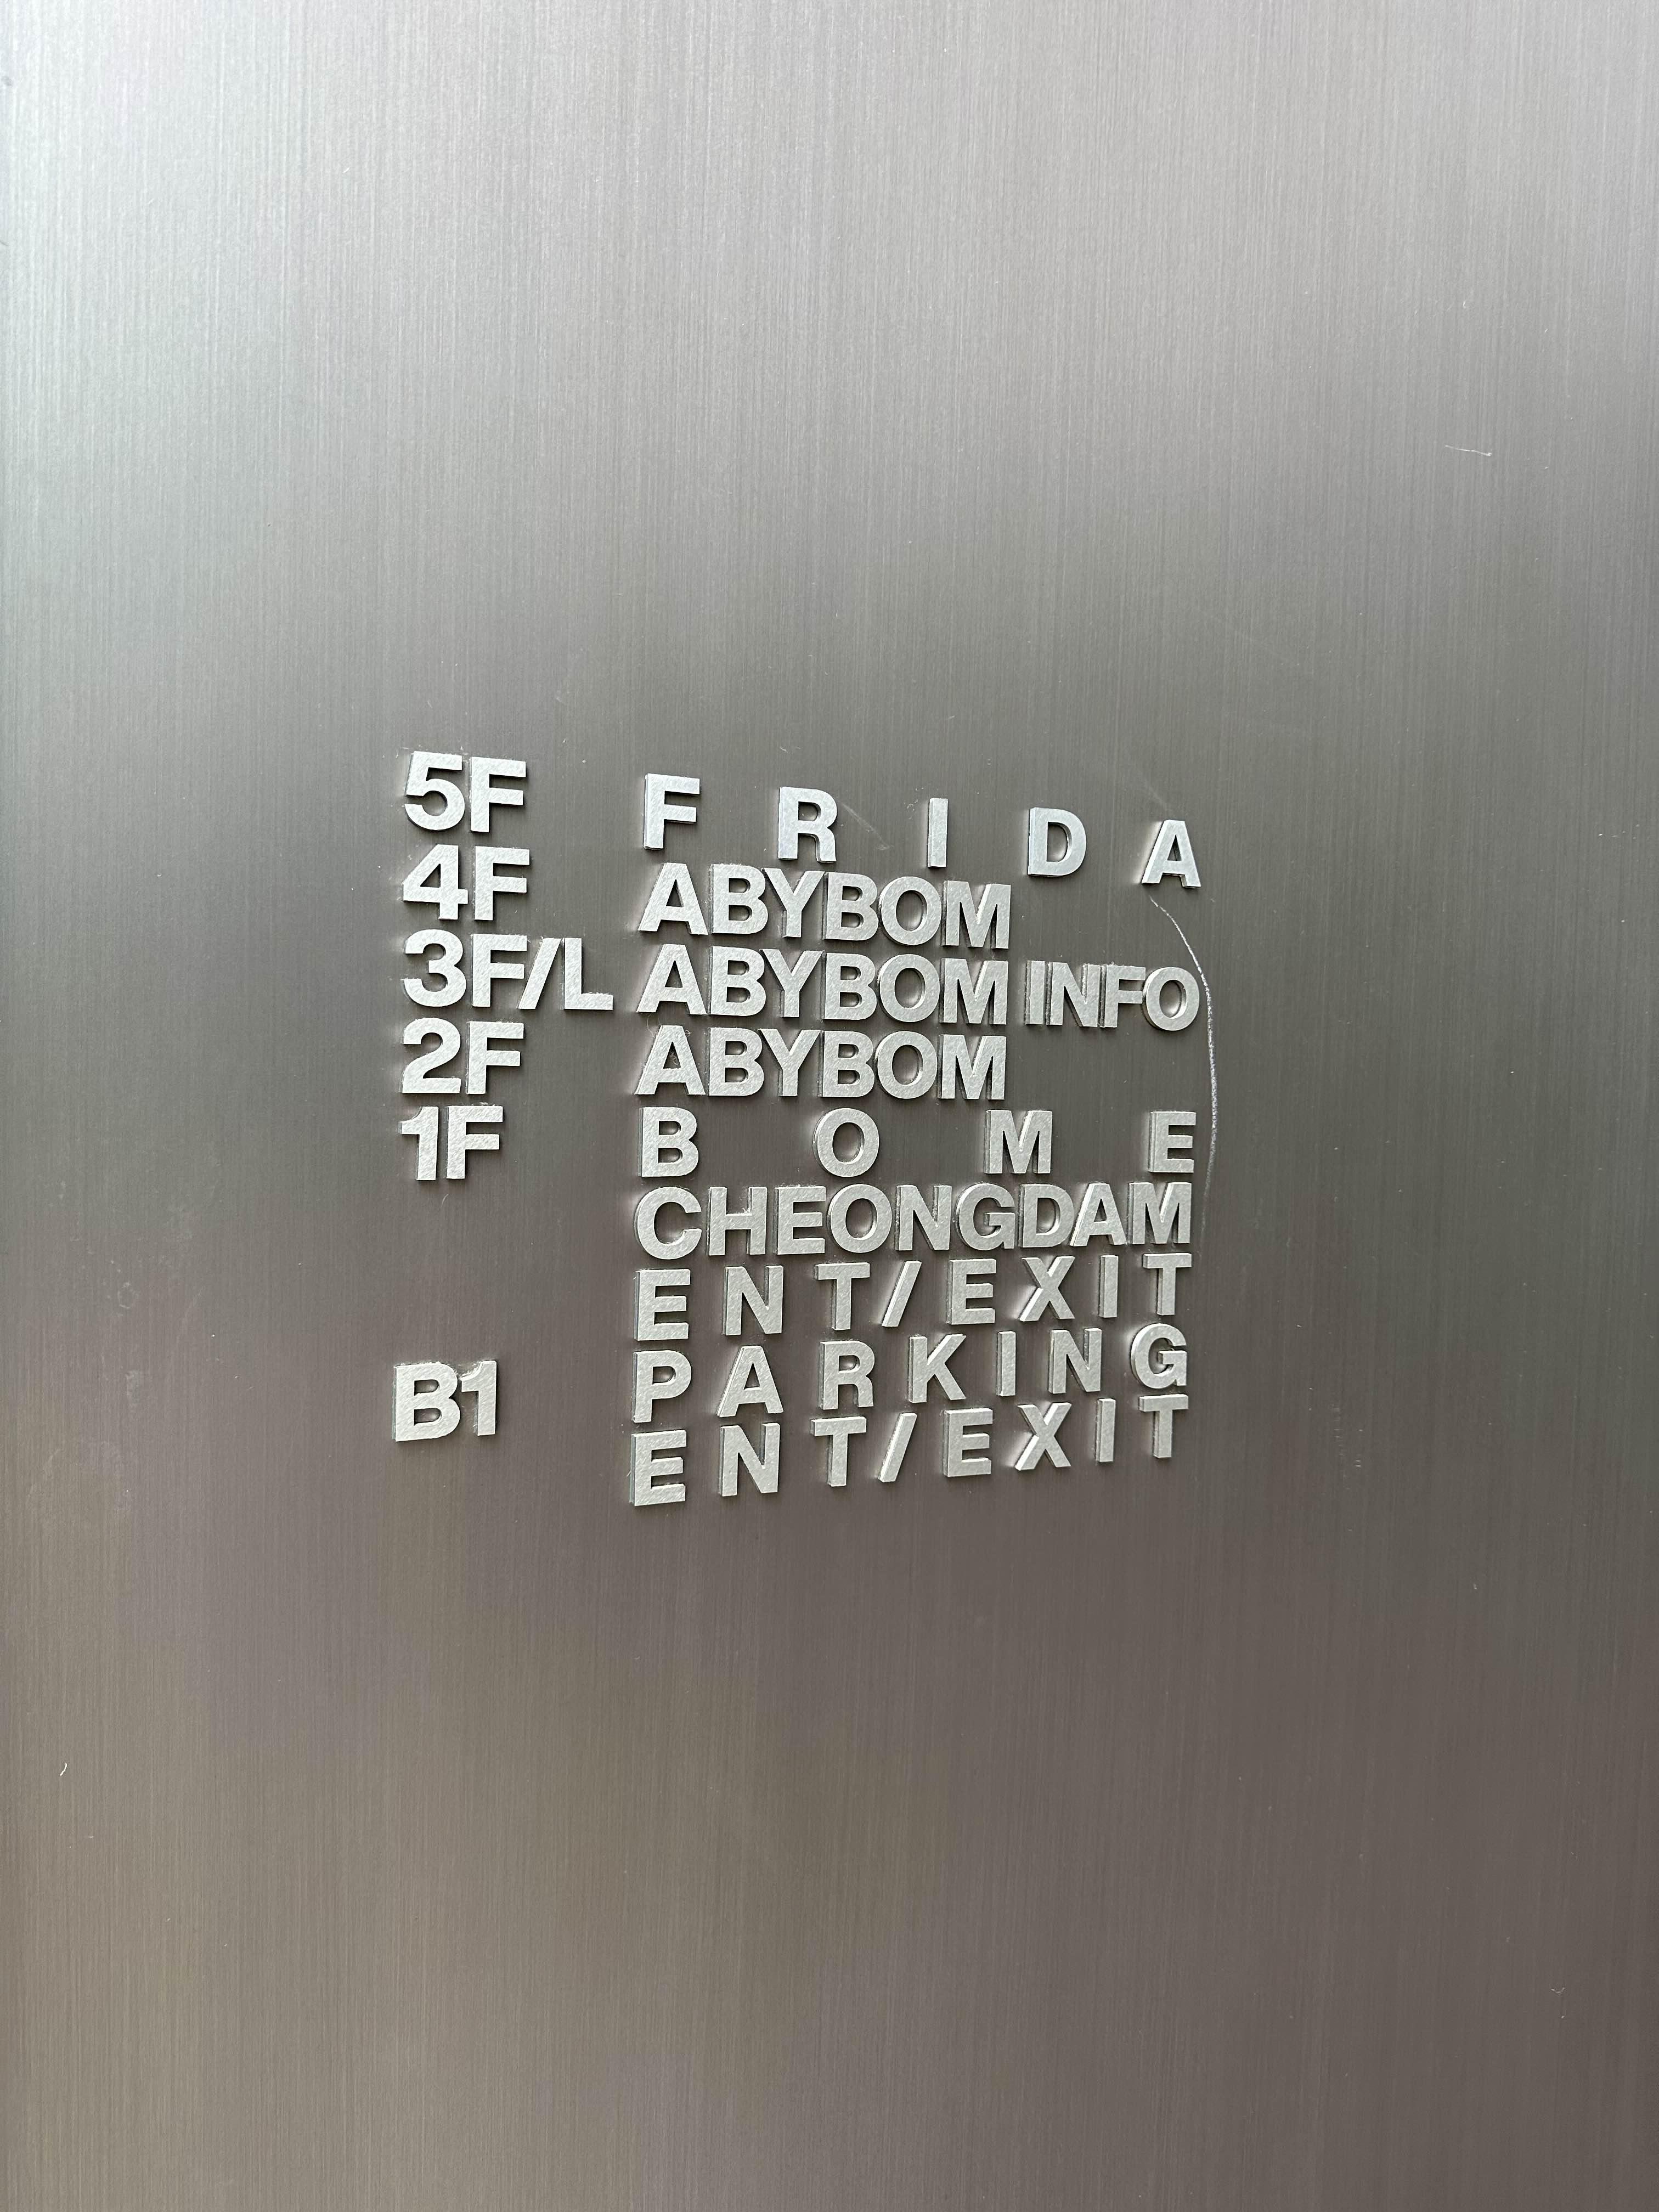 5F FRIDA
4F ABYBOM
3F/L ABYBOM INFO
2F ABYBOM
1F BOME
CHEONGDAM
ENT/EXIT
B1 PARKING
ENT/EXIT